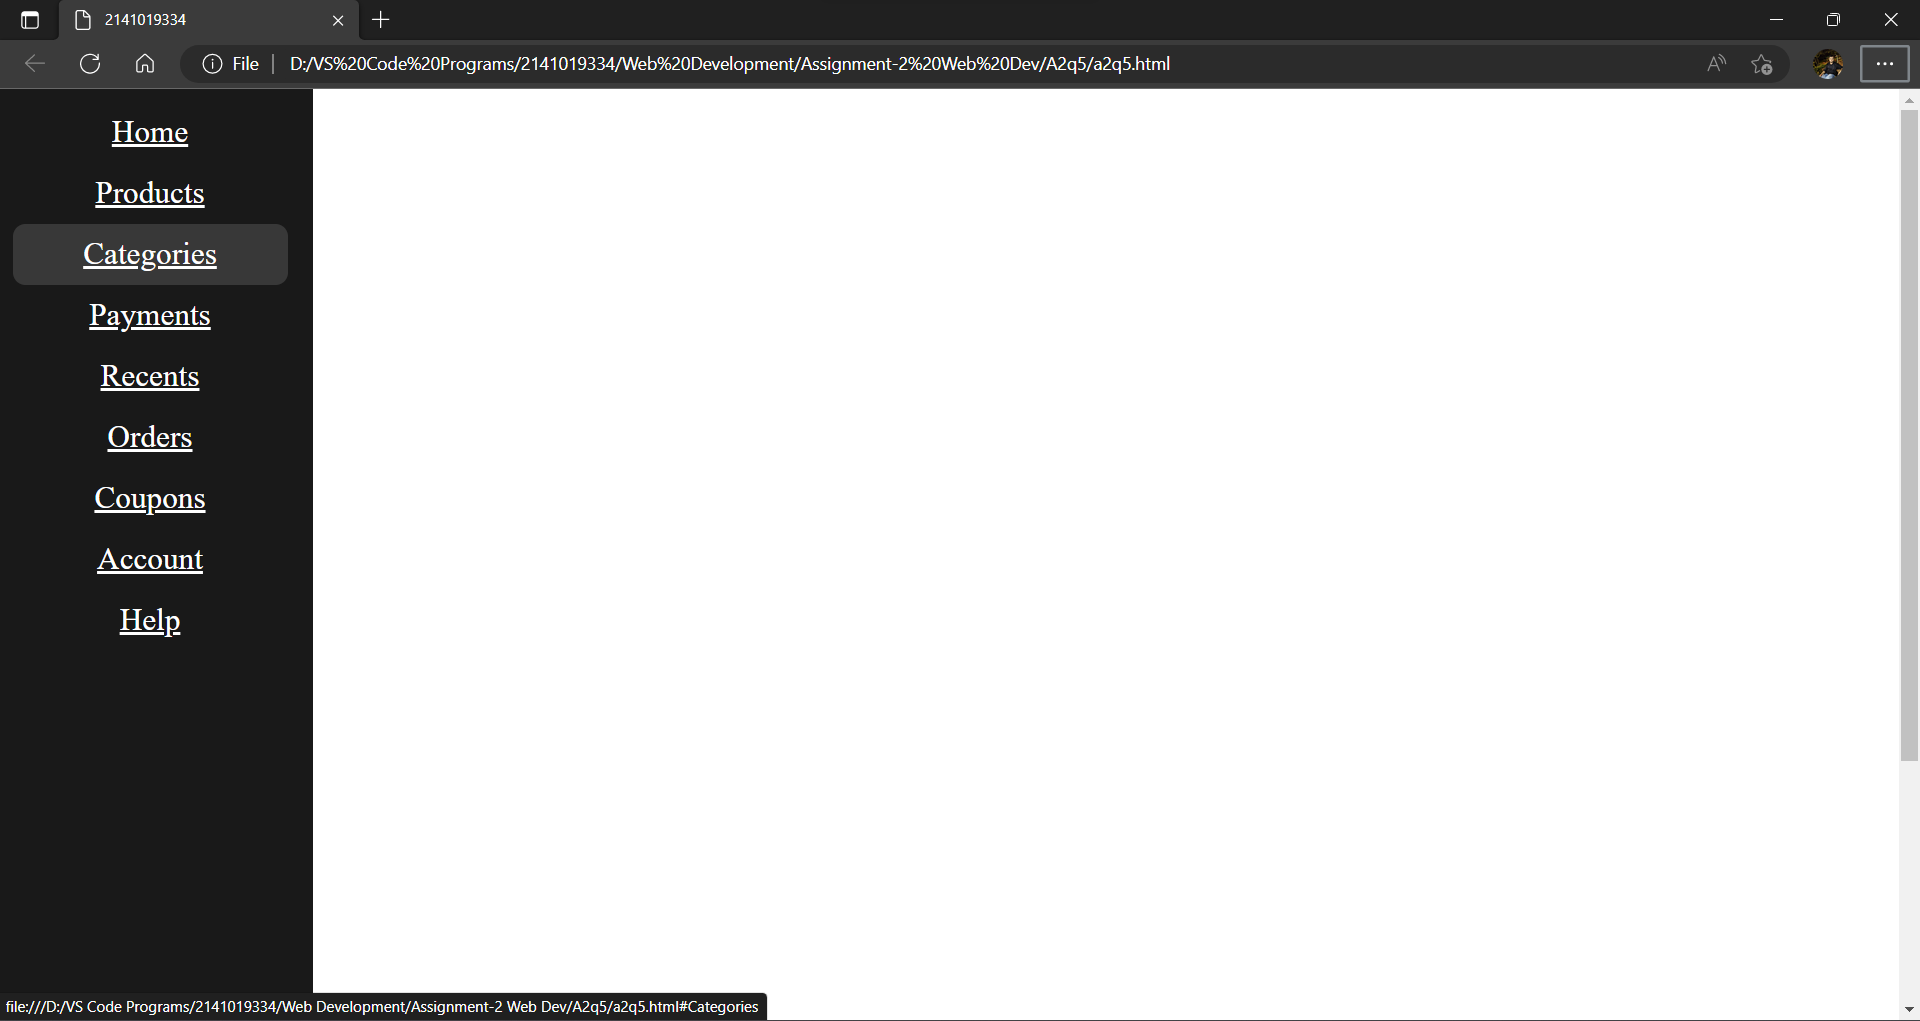 2141019334
File
D:/VS%20Code%20Programs/2141019334/Web%20Development/Assignment-2%20Web%20Dev/A2q5/a2q5.html
Home
Products
Categories
Payments
Recents
Orders
Coupons
Account
Help
file:///D:/VS Code Programs/2141019334/Web Development/Assignment-2 Web Dev/A2q5/a2q5.html#Categories